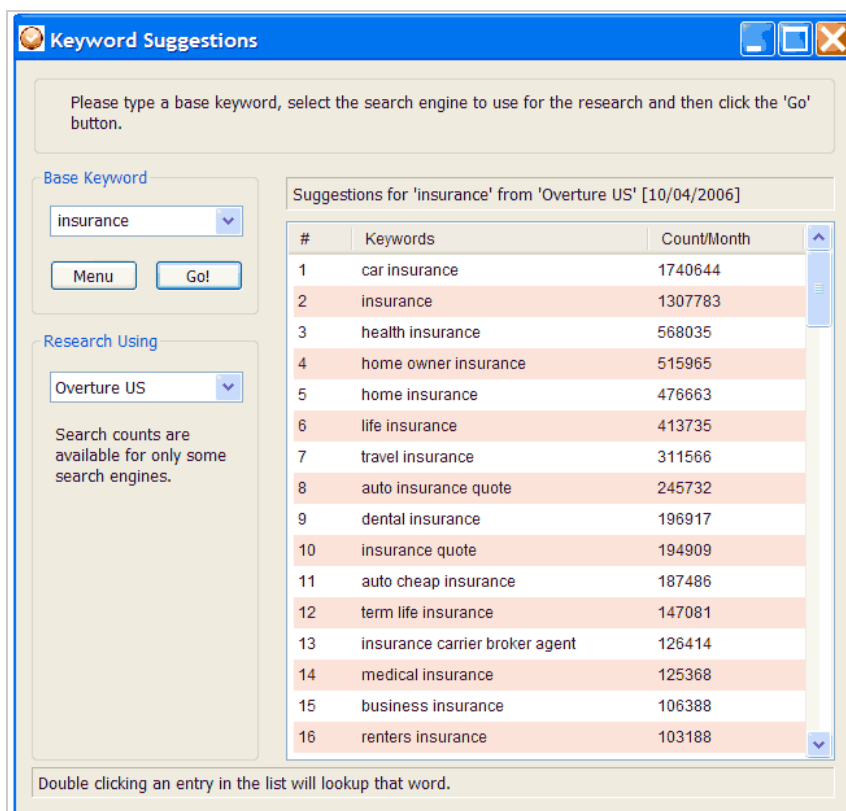 Keyword Suggestions
Please type a base keyword, select the search engine to use for the research and then click the 'Go'
button.
Base Keyword
insurance
Menu Go!
Research Using
Overture US
Search counts are
available for only some
search engines.
Suggestions for 'insurance' from 'Overture US' [10/04/2006]
# Keywords Count/Month
1 car insurance 1740644
2 insurance 1307783
3 health insurance 568035
4 home owner insurance 515965
5 home insurance 476663
6 life insurance 413735
7 travel insurance 311566
8 auto insurance quote 245732
9 dental insurance 196917
10 insurance quote 194909
11 auto cheap insurance 187486
12 term life insurance 147081
13 insurance carrier broker agent 126414
14 medical insurance 125368
15 business insurance 106388
16 renters insurance 103188
Double clicking an entry in the list will lookup that word.